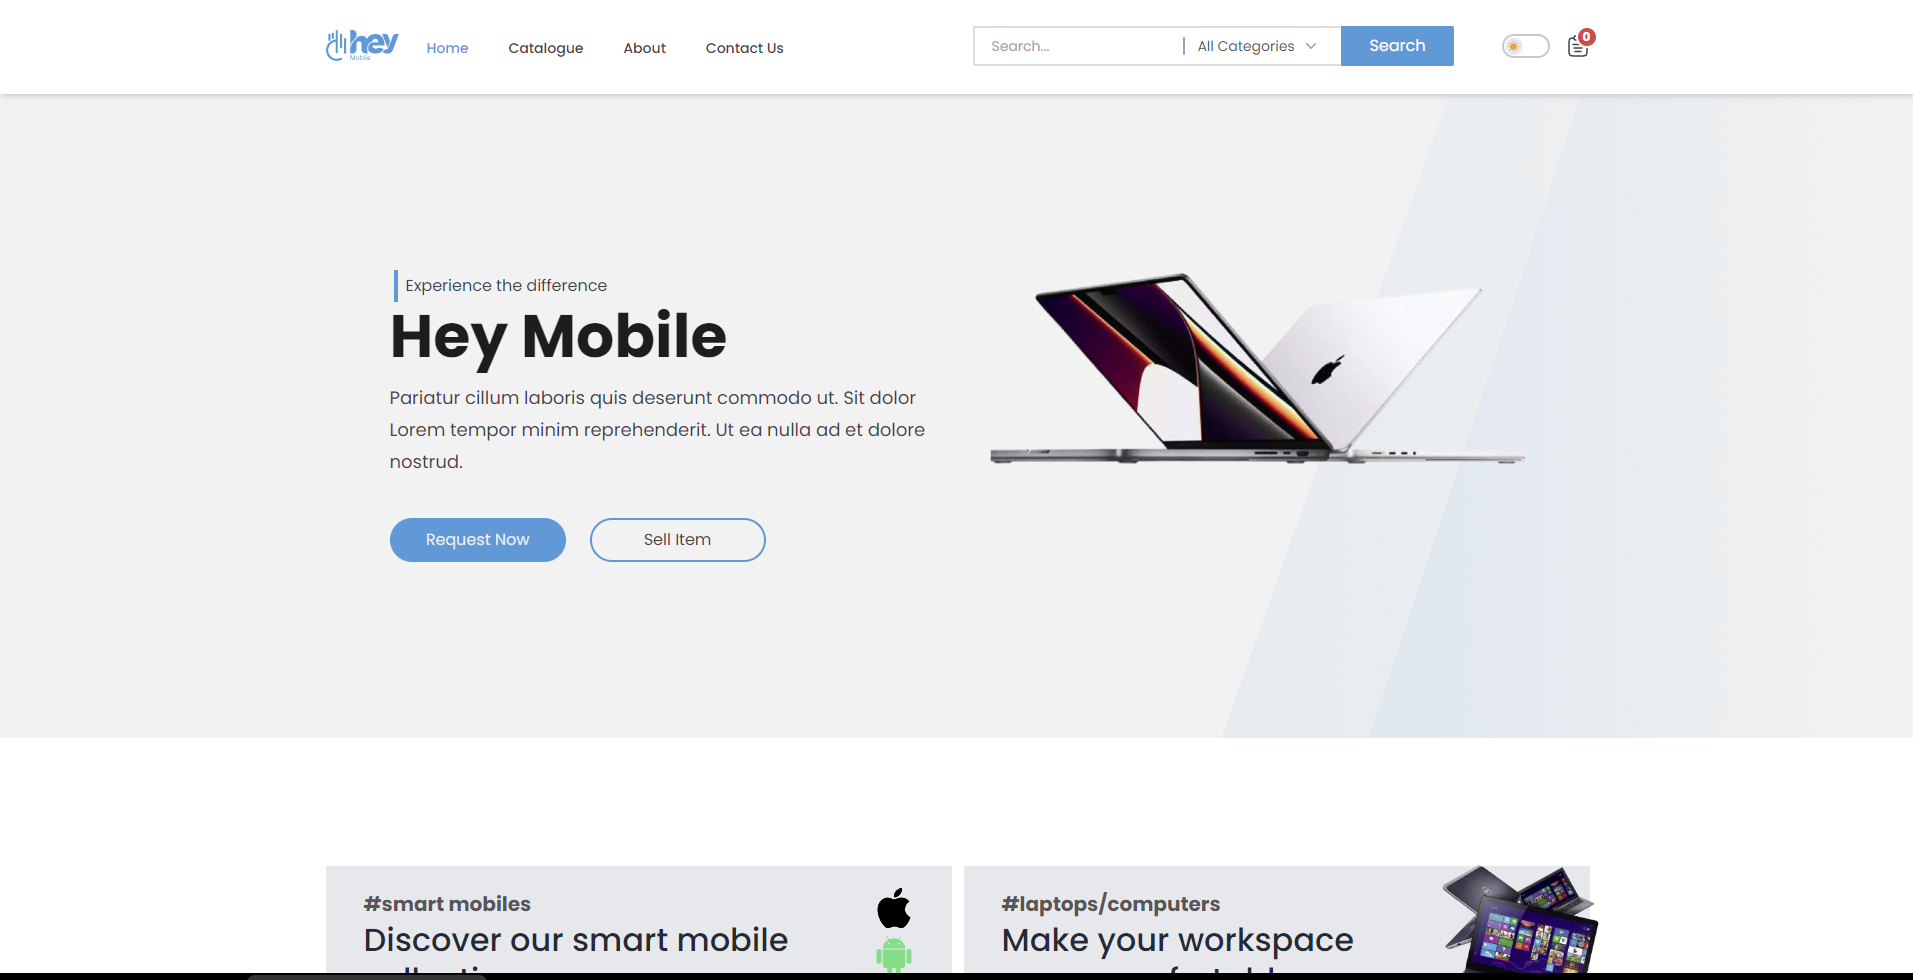 hey
Mobile
Home
Catalogue
About
Contact Us
Search...
All Categories
Search
0
Experience the difference
Hey Mobile
Pariatur cillum laboris quis deserunt commodo ut. Sit dolor
Lorem tempor minim reprehenderit. Ut ea nulla ad et dolore
nostrud.
Request Now
Sell Item
#smart mobiles
Discover our smart mobile
#laptops/computers
Make your workspace